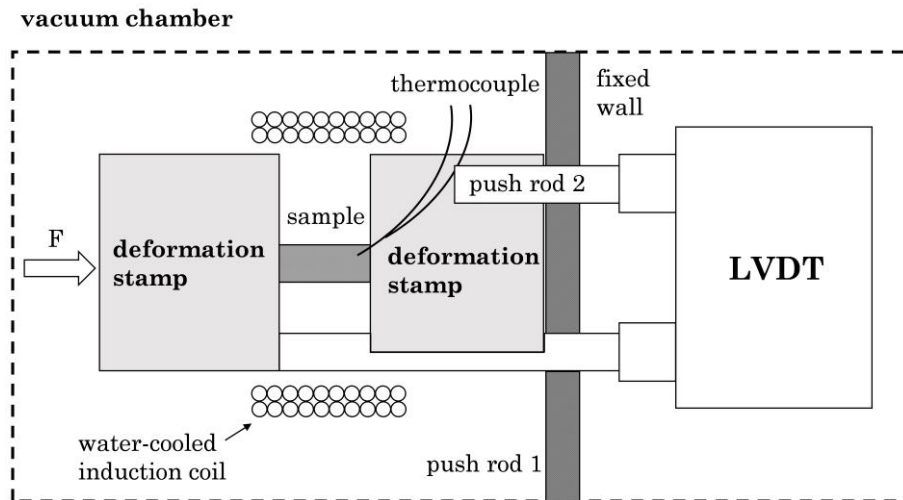 vacuum chamber
thermocouple
fixed
wall
push rod 2
sample
F
deformation
stamp
deformation
stamp
LVDT
water-cooled
induction coil
push rod 1